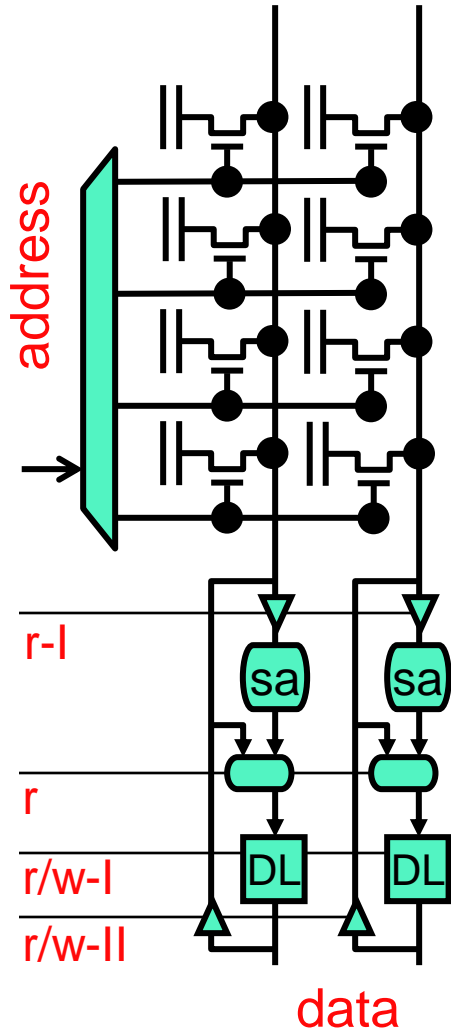 address
r-I
sa sa
r
r/w-I
DL DL
r/w-II
data